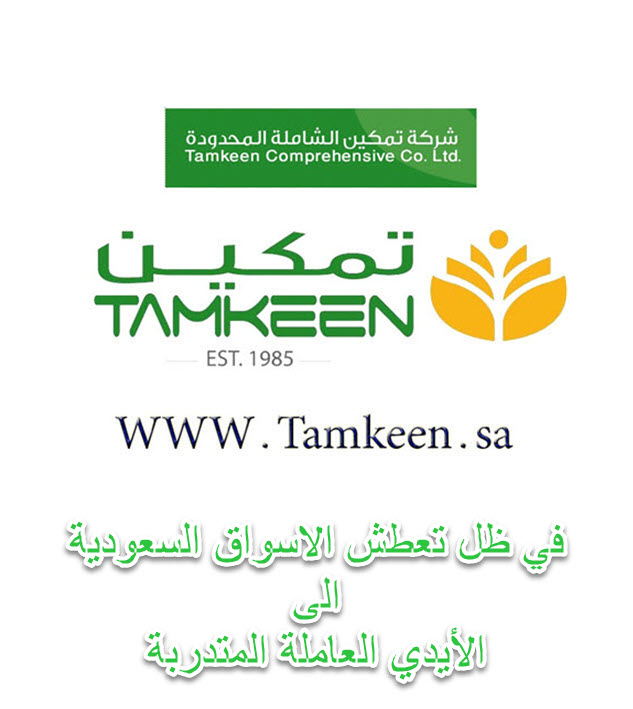 شركة تمكين الشاملة المحدودة
Tamkeen Comprehensive Co. Ltd.
تمكين
TAMKEEN
EST. 1985
WWW.Tamkeen.sa
في ظل تعطش الاسواق السعودية
الى
الأيدي العاملة المتدربة